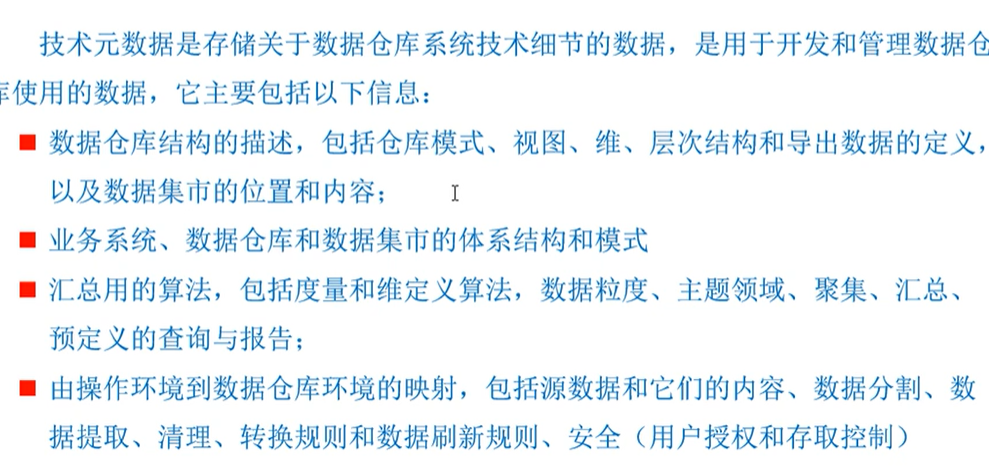 技术元数据是存储关于数据仓库系统技术细节的数据，是用于开发和管理数据仓
库使用的数据，它主要包括以下信息：
数据仓库结构的描述，包括仓库模式、视图、维、层次结构和导出数据的定义，
以及数据集市的位置和内容；
业务系统、数据仓库和数据集市的体系结构和模式
汇总用的算法，包括度量和维定义算法，数据粒度、主题领域、聚集、汇总、
预定义的查询与报告；
由操作环境到数据仓库环境的映射，包括源数据和它们的内容、数据分割、数
据提取、清理、转换规则和数据刷新规则、安全（用户授权和存取控制）